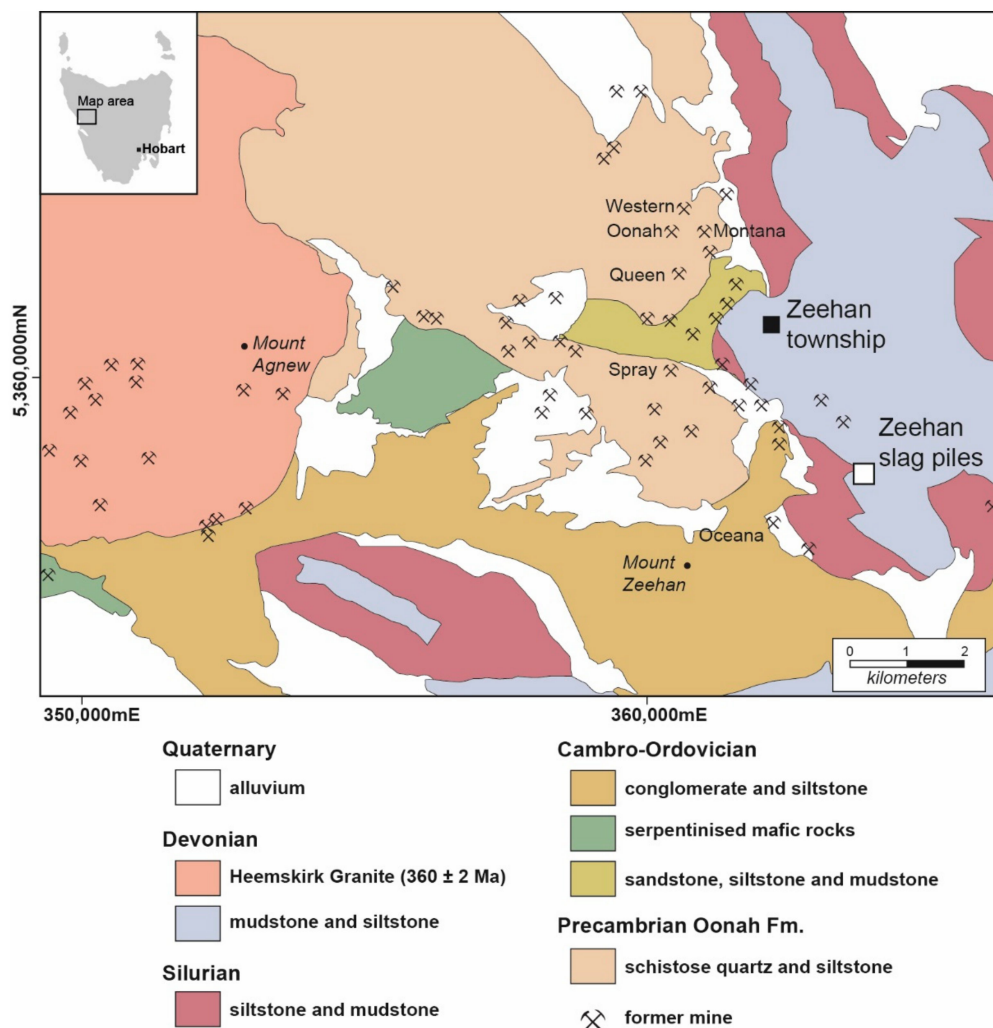 Map area
Hobart
Western
Oonah
Montana
Queen
Zeehan
township
Mount
Agnew
5,360,000mN
Spray
Zeehan
slag piles
Oceana
Mount
Zeehan
0 1 2
kilometers
350,000mE
360,000mE
Quaternary
alluvium
Devonian
Heemskirk Granite (360 ± 2 Ma)
mudstone and siltstone
Silurian
siltstone and mudstone
Cambro-Ordovician
conglomerate and siltstone
serpentinised mafic rocks
sandstone, siltstone and mudstone
Precambrian Oonah Fm.
schistose quartz and siltstone
former mine